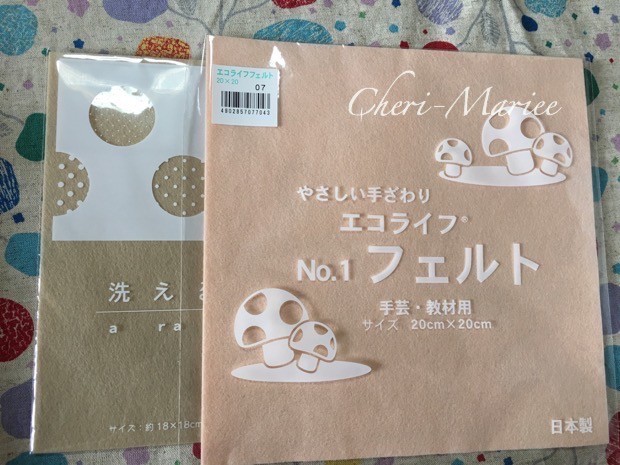 エコライフフェルト
20×20
07
4902857077043
Cheri-Mariee
やさしい手ざわり
エコライフ®
No.1 フェルト
手芸・教材用
サイズ 20cm×20cm
日本製
洗える
a ra
サイズ:約18×18cm